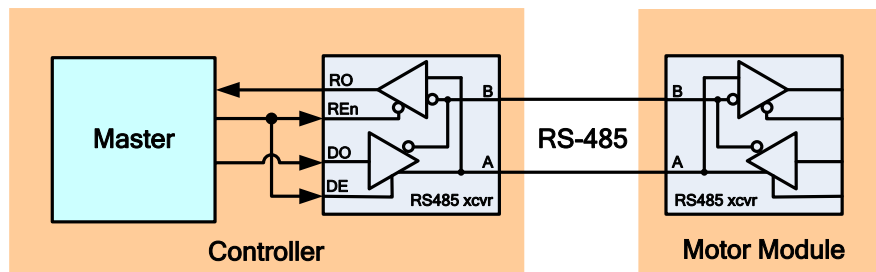 RO
B
B
REn
Master
RS-485
DO
A
A
DE
RS485 xcvr
RS485 xcvr
Controller
Motor Module